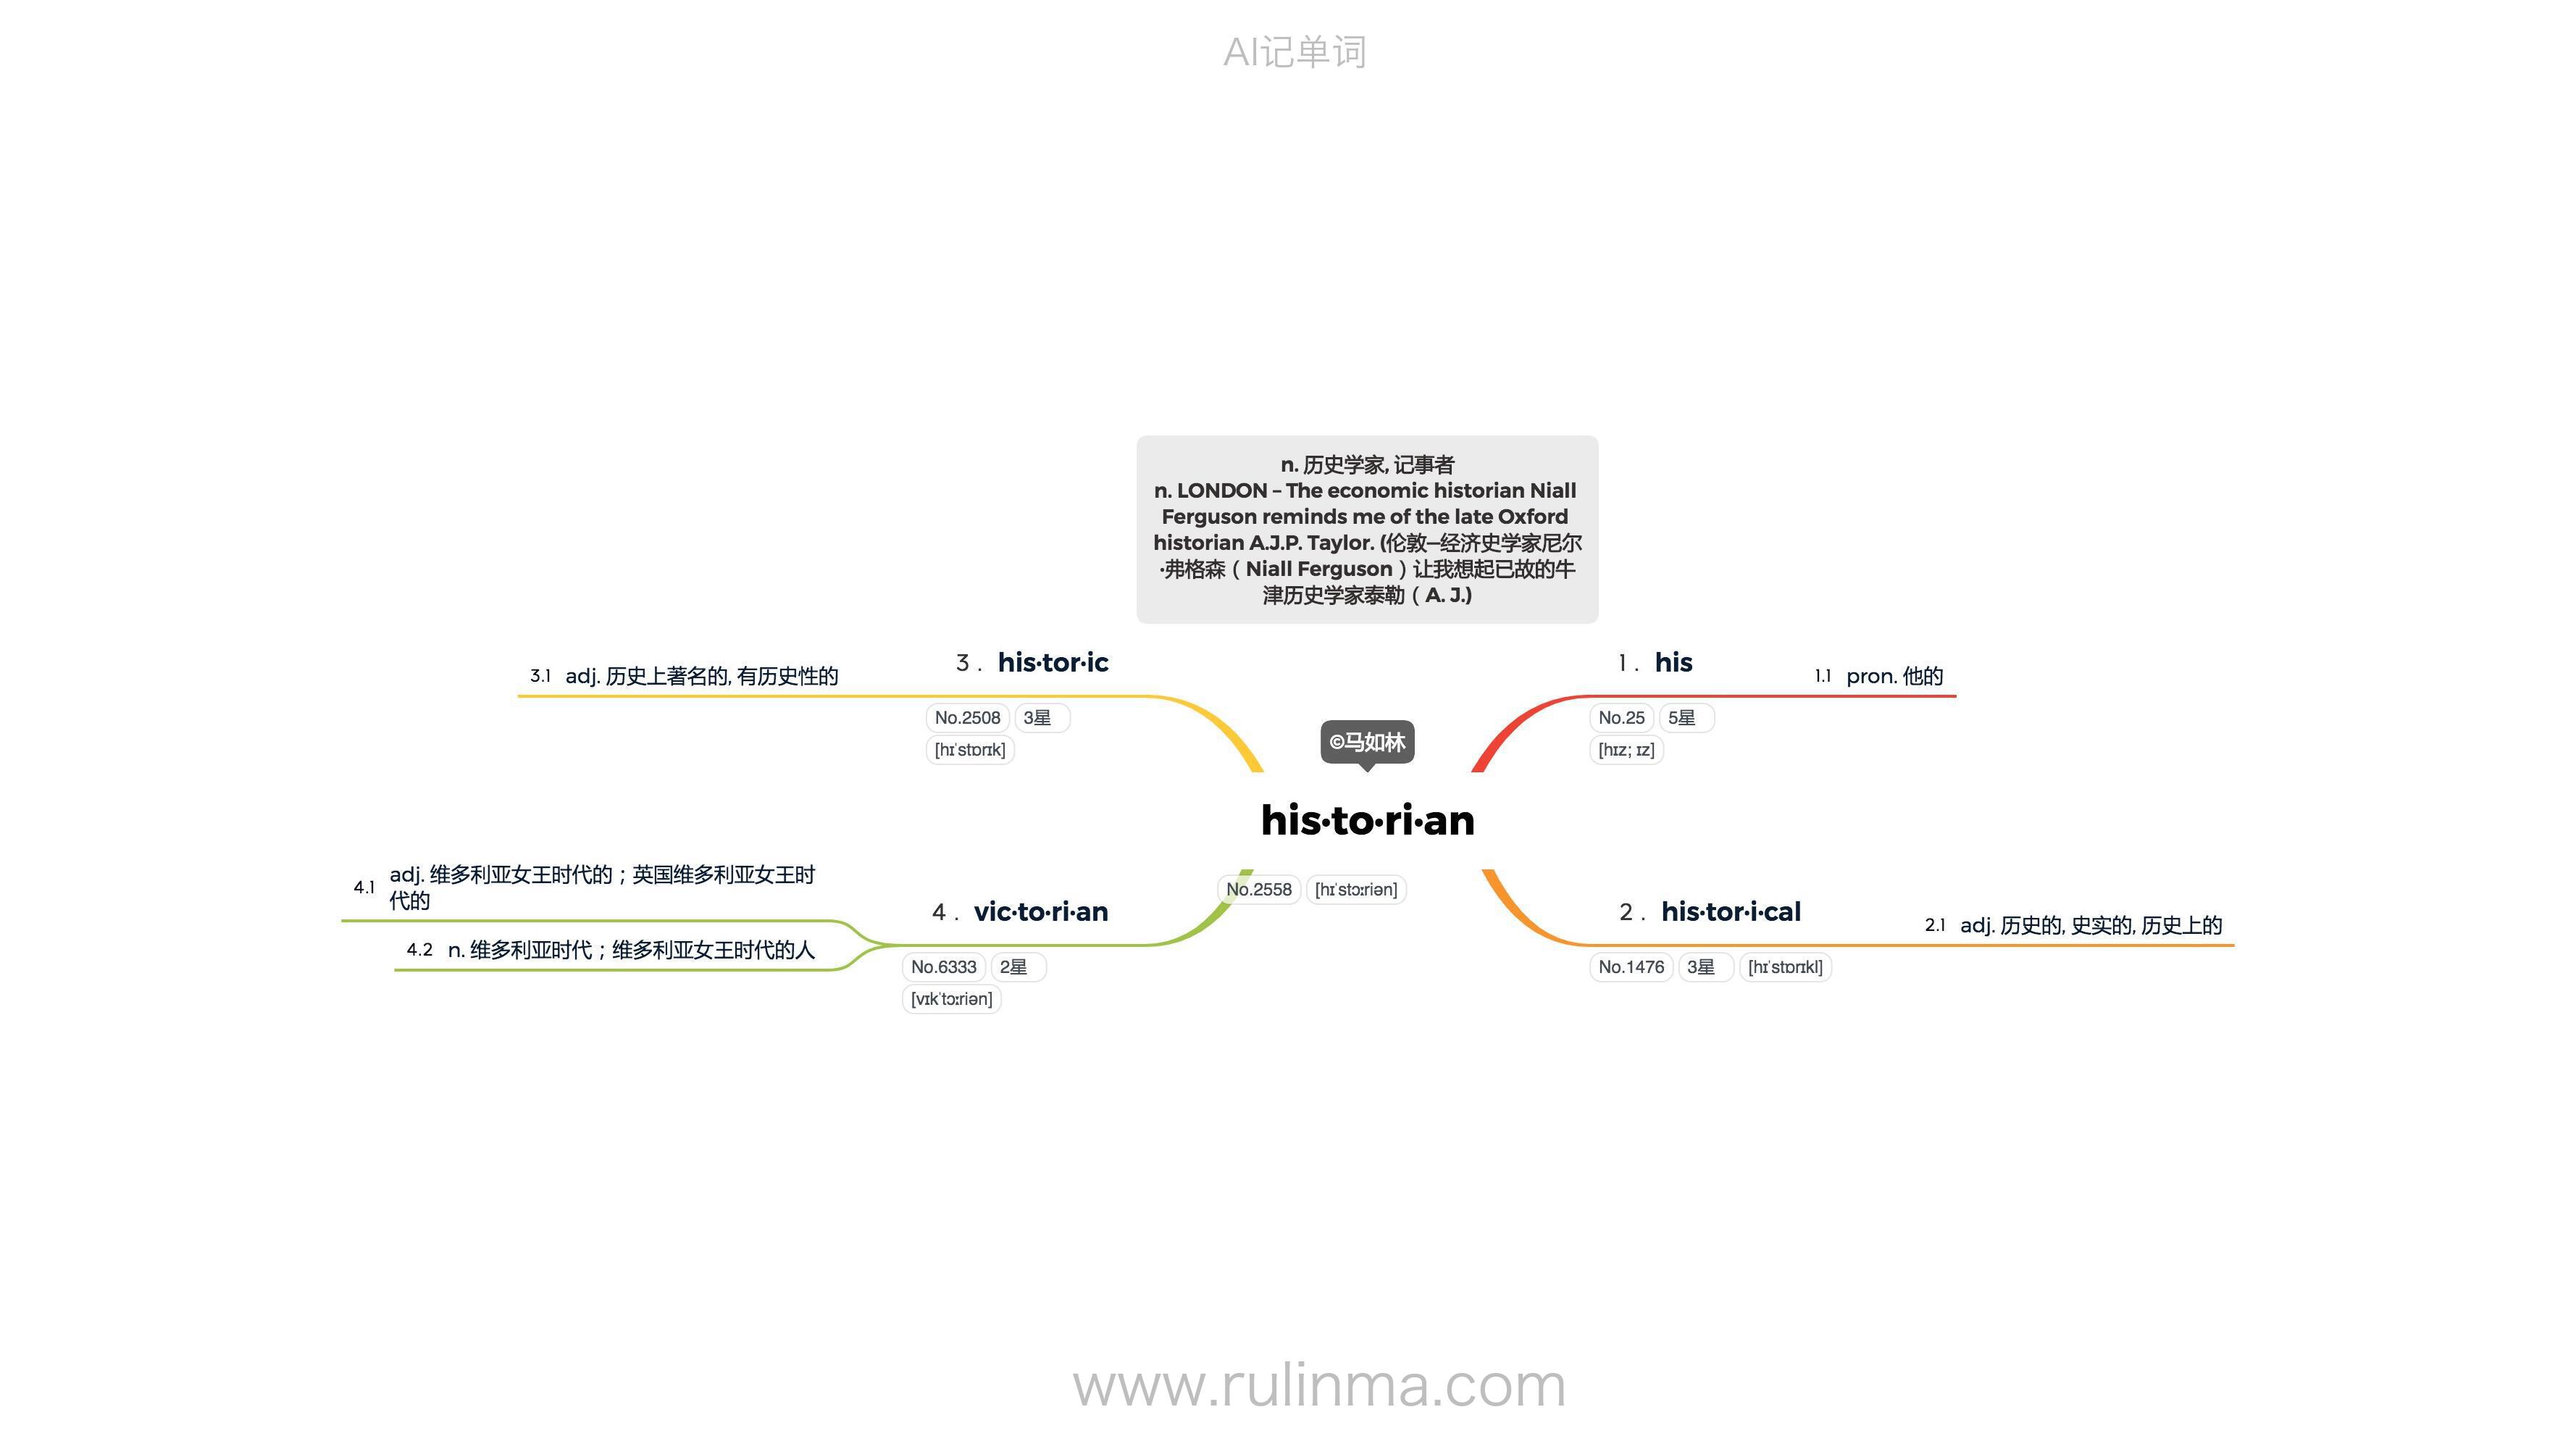 AI记单词
n. 历史学家, 记事者
n. LONDON – The economic historian Niall
Ferguson reminds me of the late Oxford
historian A.J.P. Taylor. (伦敦—经济史学家尼尔
·弗格森（Niall Ferguson）让我想起已故的牛
津历史学家泰勒（A. J.)
©马如林
his·to·ri·an
No.2558 [hɪˈstɔːriən]
1. his
No.25 5星
[hɪz; ɪz]
1.1 pron. 他的
2. his·tor·i·cal
No.1476 3星 [hɪˈstɒrɪkl]
2.1 adj. 历史的, 史实的, 历史上的
3. his·tor·ic
No.2508 3星
[hɪˈstɒrɪk]
3.1 adj. 历史上著名的, 有历史性的
4. vic·to·ri·an
No.6333 2星
[vɪkˈtɔːriən]
4.1 adj. 维多利亚女王时代的；英国维多利亚女王时
代的
4.2 n. 维多利亚时代；维多利亚女王时代的人
www.rulinma.com